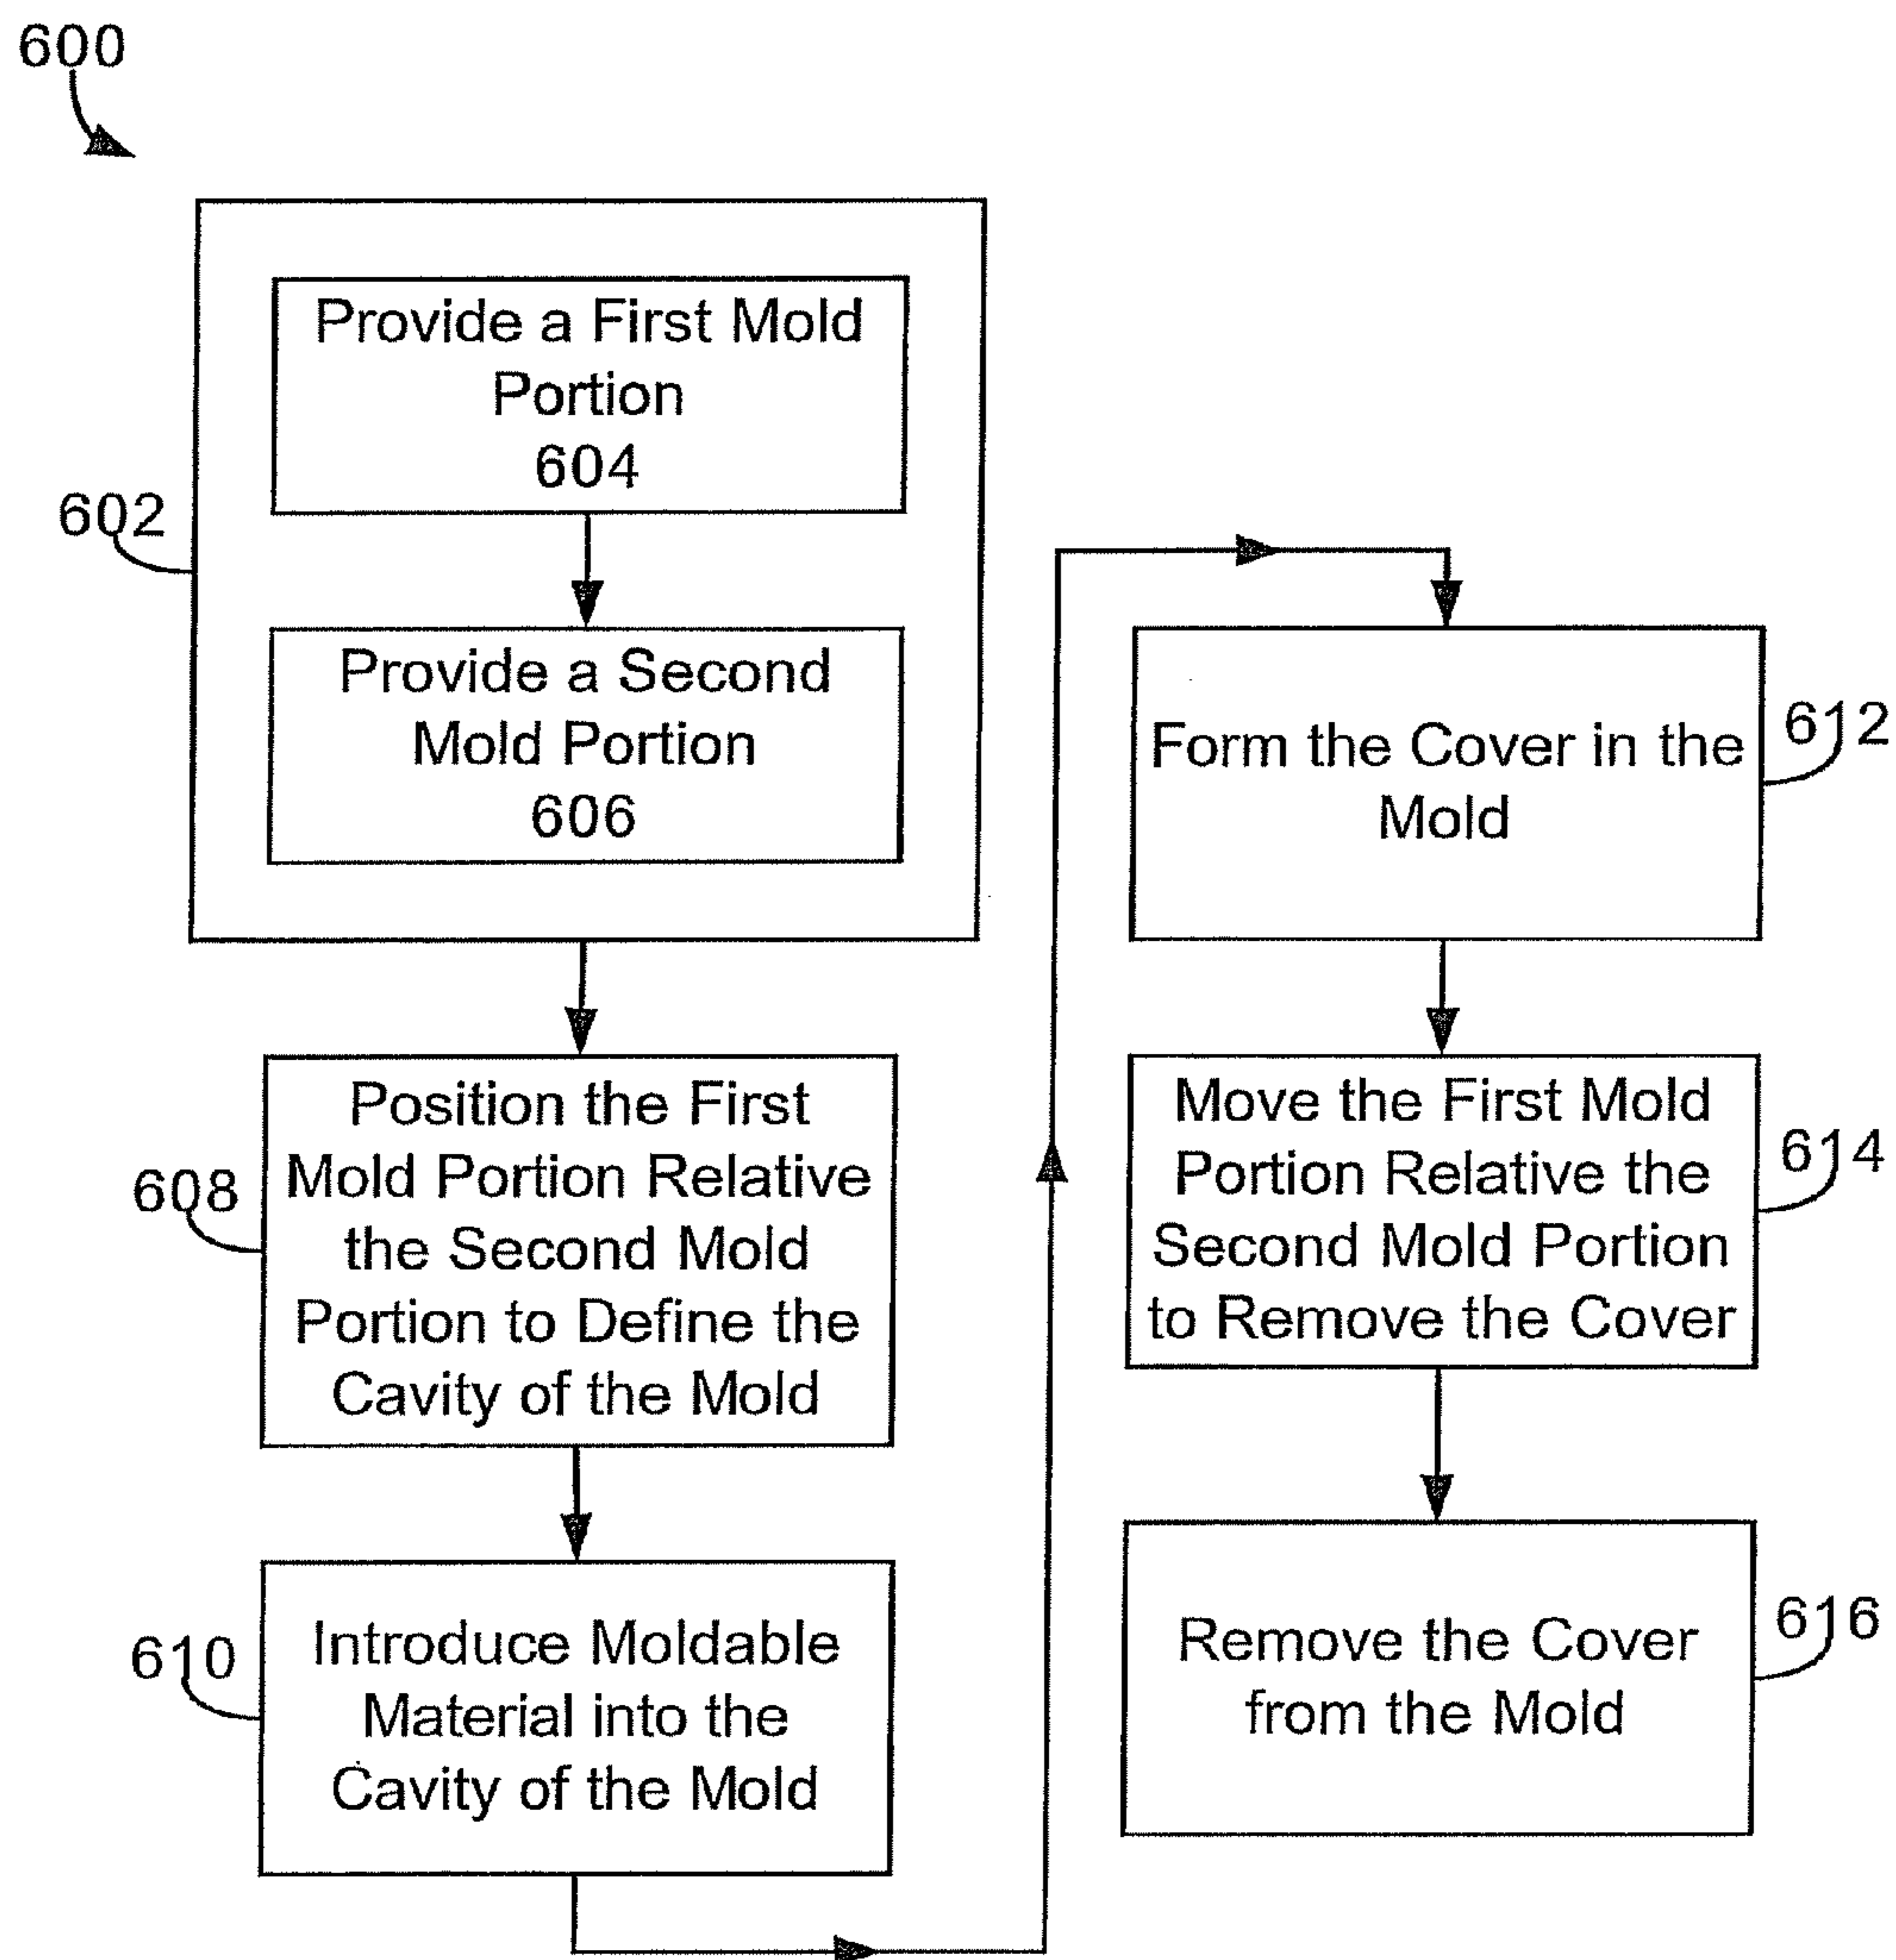 600
Provide a First Mold
Portion
604
602
Provide a Second
Mold Portion
606
Position the First
Mold Portion Relative
the Second Mold
Portion to Define the
Cavity of the Mold
608
Introduce Moldable
Material into the
Cavity of the Mold
610
Form the Cover in the
Mold
612
Move the First Mold
Portion Relative the
Second Mold Portion
to Remove the Cover
614
Remove the Cover
from the Mold
616